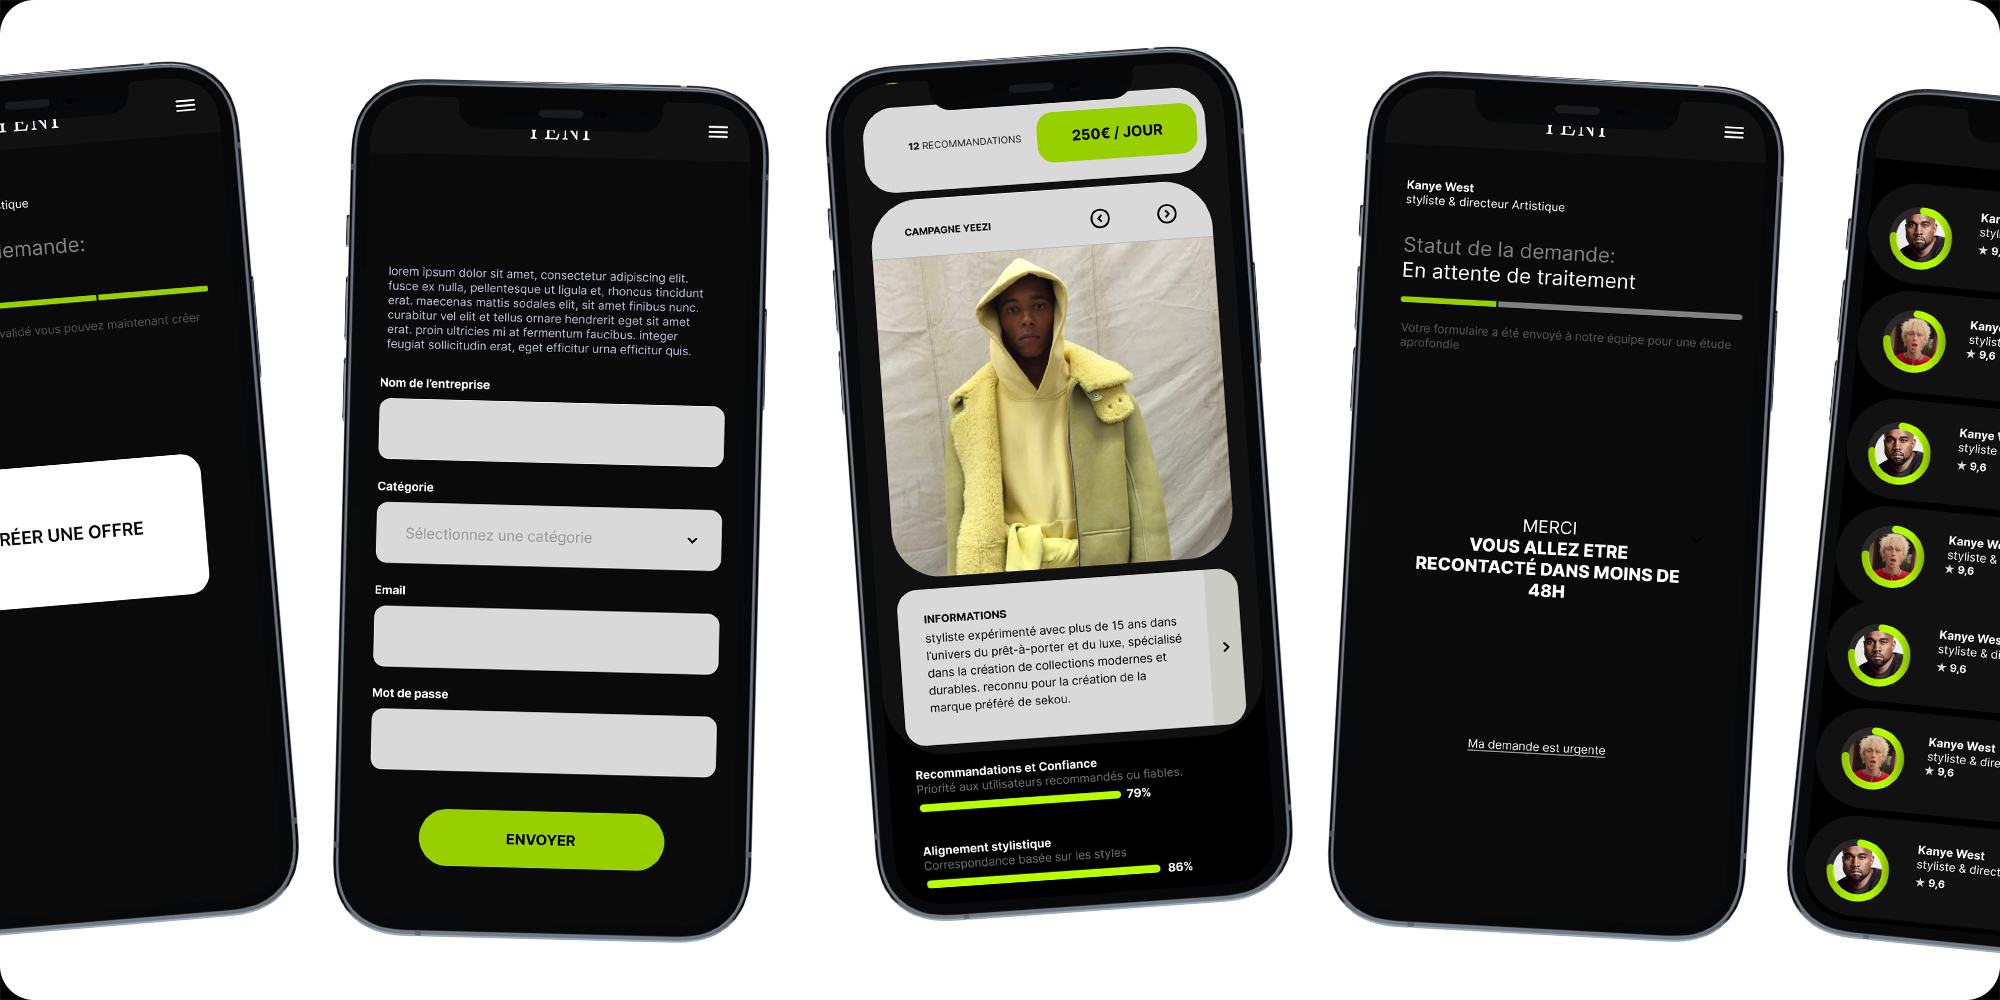 YENI
tique
demande:
validé vous pouvez maintenant créer
RÉER UNE OFFRE
YENI
lorem ipsum dolor sit amet, consectetur adipiscing elit.
fusce ex nulla, pellentesque ut ligula et, rhoncus tincidunt
erat. maecenas mattis sodales elit, sit amet finibus nunc.
curabitur vel elit et tellus ornare hendrerit eget sit amet
erat. proin ultricies mi at fermentum faucibus. integer
feugiat sollicitudin erat, eget efficitur urna efficitur quis.
Nom de l'entreprise
Catégorie
Sélectionnez une catégorie
Email
Mot de passe
ENVOYER
12 RECOMMANDATIONS
250€ / JOUR
CAMPAGNE YEEZI
INFORMATIONS
styliste expérimenté avec plus de 15 ans dans
l'univers du prêt-à-porter et du luxe, spécialisé
dans la création de collections modernes et
durables. reconnu pour la création de la
marque préféré de sekou.
Recommandations et Confiance
Priorité aux utilisateurs recommandés ou fiables.
79%
Alignement stylistique
Correspondance basée sur les styles
86%
YENI
Kanye West
styliste & directeur Artistique
Statut de la demande:
En attente de traitement
Votre formulaire a été envoyé à notre équipe pour une étude
aprofondie
MERCI
VOUS ALLEZ ETRE
RECONTACTÉ DANS MOINS DE
48H
Ma demande est urgente
Ka
styl
★ 9,
Kany
stylist
★ 9,6
Kanye W
styliste
★ 9,6
Kanye We
styliste &
★ 9,6
Kanye Wes
styliste & di
★ 9,6
Kanye West
styliste & dire
★ 9,6
Kanye West
styliste & direct
★ 9,6